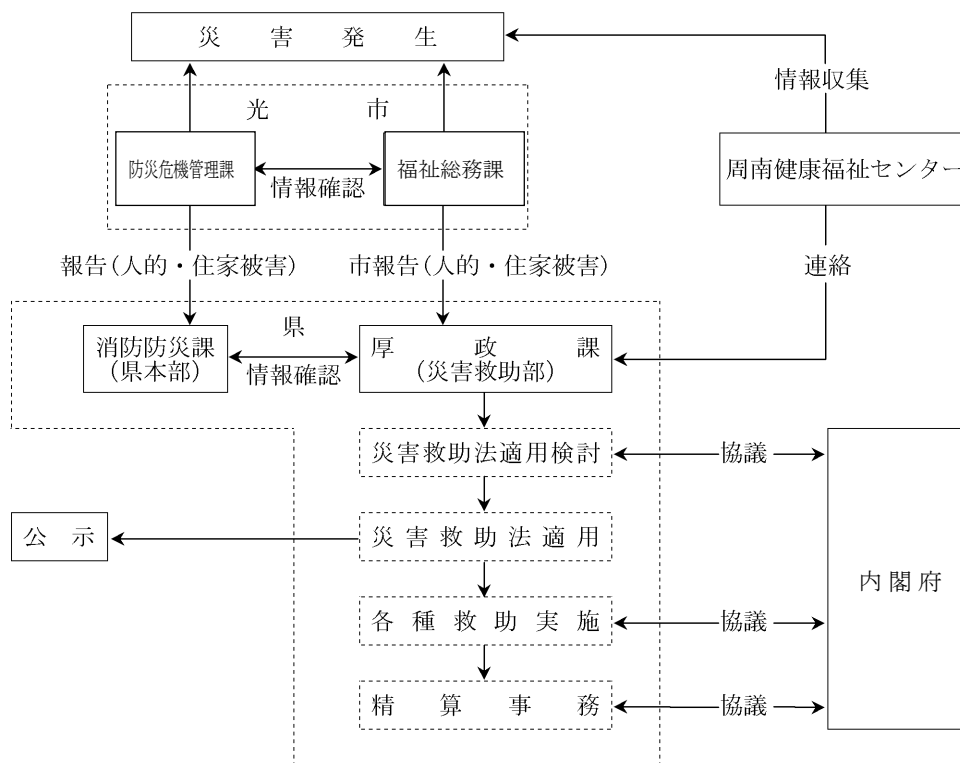 災害発生
情報収集
光市
防災危機管理課
情報確認
福祉総務課
周南健康福祉センター
報告(人的・住家被害)
市報告(人的・住家被害)
連絡
県
消防防災課
(県本部)
情報確認
厚政課
(災害救助部)
災害救助法適用検討
協議
公示
災害救助法適用
内閣府
各種救助実施
協議
精算事務
協議